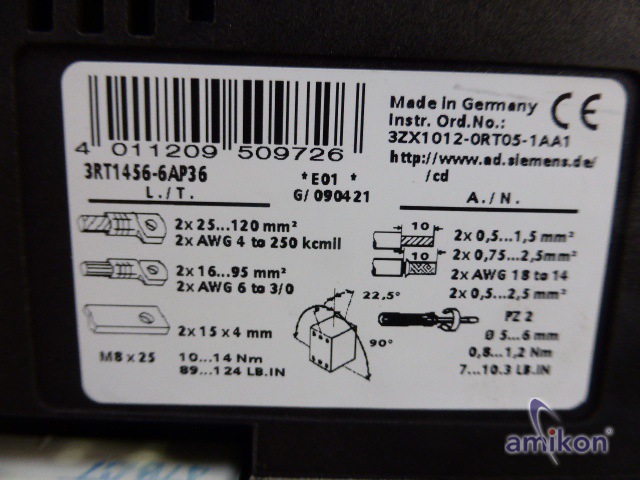 4 011209 509726
3RT1456-6AP36
L./T.
* E01 *
G/ 090421
Made in Germany CE
Instr. Ord.No.:
3ZX1012-0RT05-1AA1
http://www.ad.siemens.de/
/cd
A./N.
2x 25...120 mm²
2x AWG 4 to 250 kcmil
2x 16...95 mm²
2x AWG 6 to 3/0
2x 15 x 4 mm
M8 x 25
10...14 Nm
89...124 LB.IN
22,5°
90°
10
10
2x 0,5...1,5 mm²
2x 0,75...2,5mm²
2x AWG 18 to 14
2x 0,5...2,5 mm²
PZ 2
Ø 5...6 mm
0,8...1,2 Nm
7...10.3 LB.IN
amikon